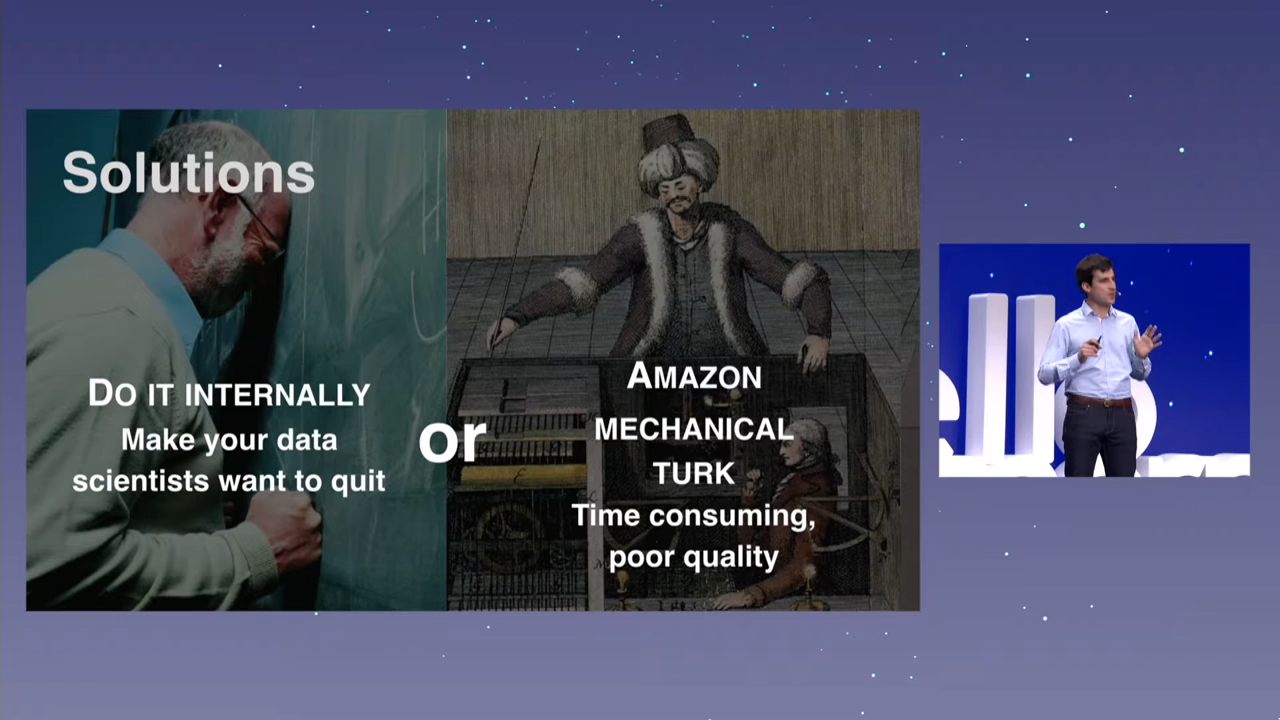 Solutions
DO IT INTERNALLY
Make your data
scientists want to quit
or
AMAZON
MECHANICAL
TURK
Time consuming,
poor quality
ell